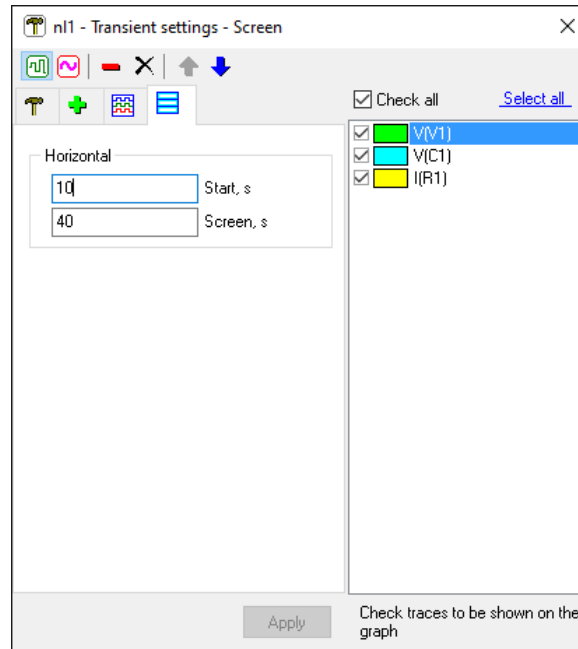 nl1 - Transient settings - Screen
Check all
Select all
Horizontal
10
Start, s
40
Screen, s
V(V1)
V(C1)
I(R1)
Apply
Check traces to be shown on the
graph